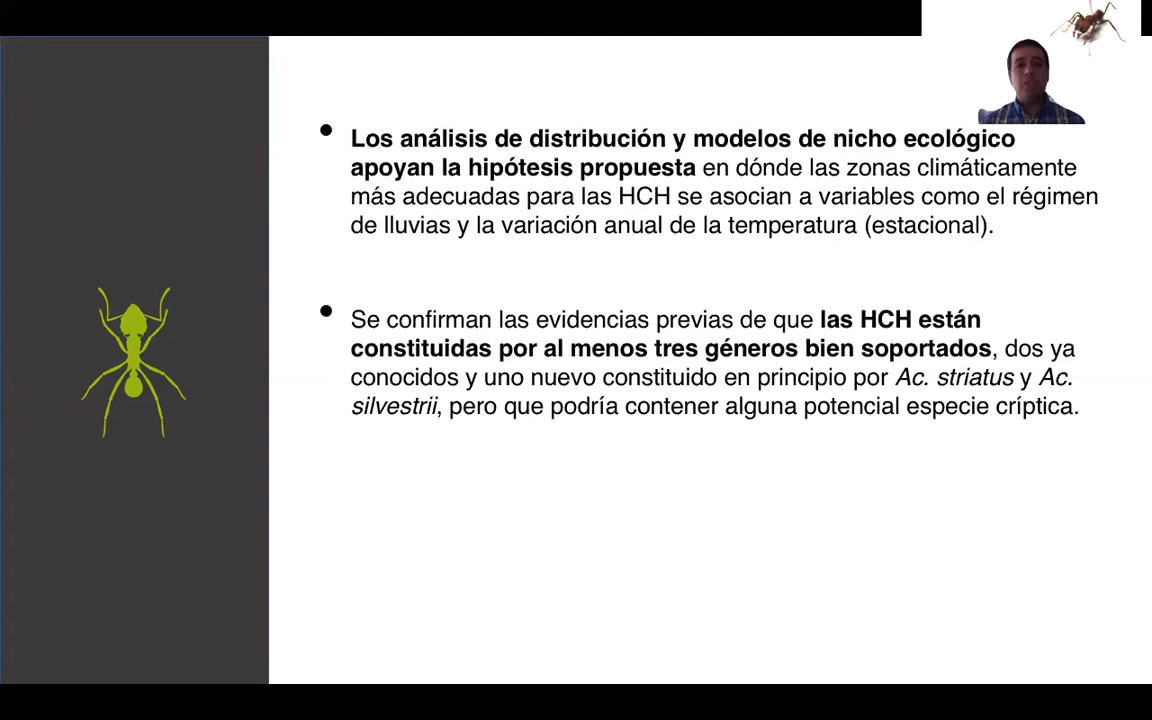 Los análisis de distribución y modelos de nicho ecológico
apoyan la hipótesis propuesta en dónde las zonas climáticamente
más adecuadas para las HCH se asocian a variables como el régimen
de lluvias y la variación anual de la temperatura (estacional).
Se confirman las evidencias previas de que las HCH están
constituidas por al menos tres géneros bien soportados, dos ya
conocidos y uno nuevo constituido en principio por Ac. striatus y Ac.
silvestrii, pero que podría contener alguna potencial especie críptica.